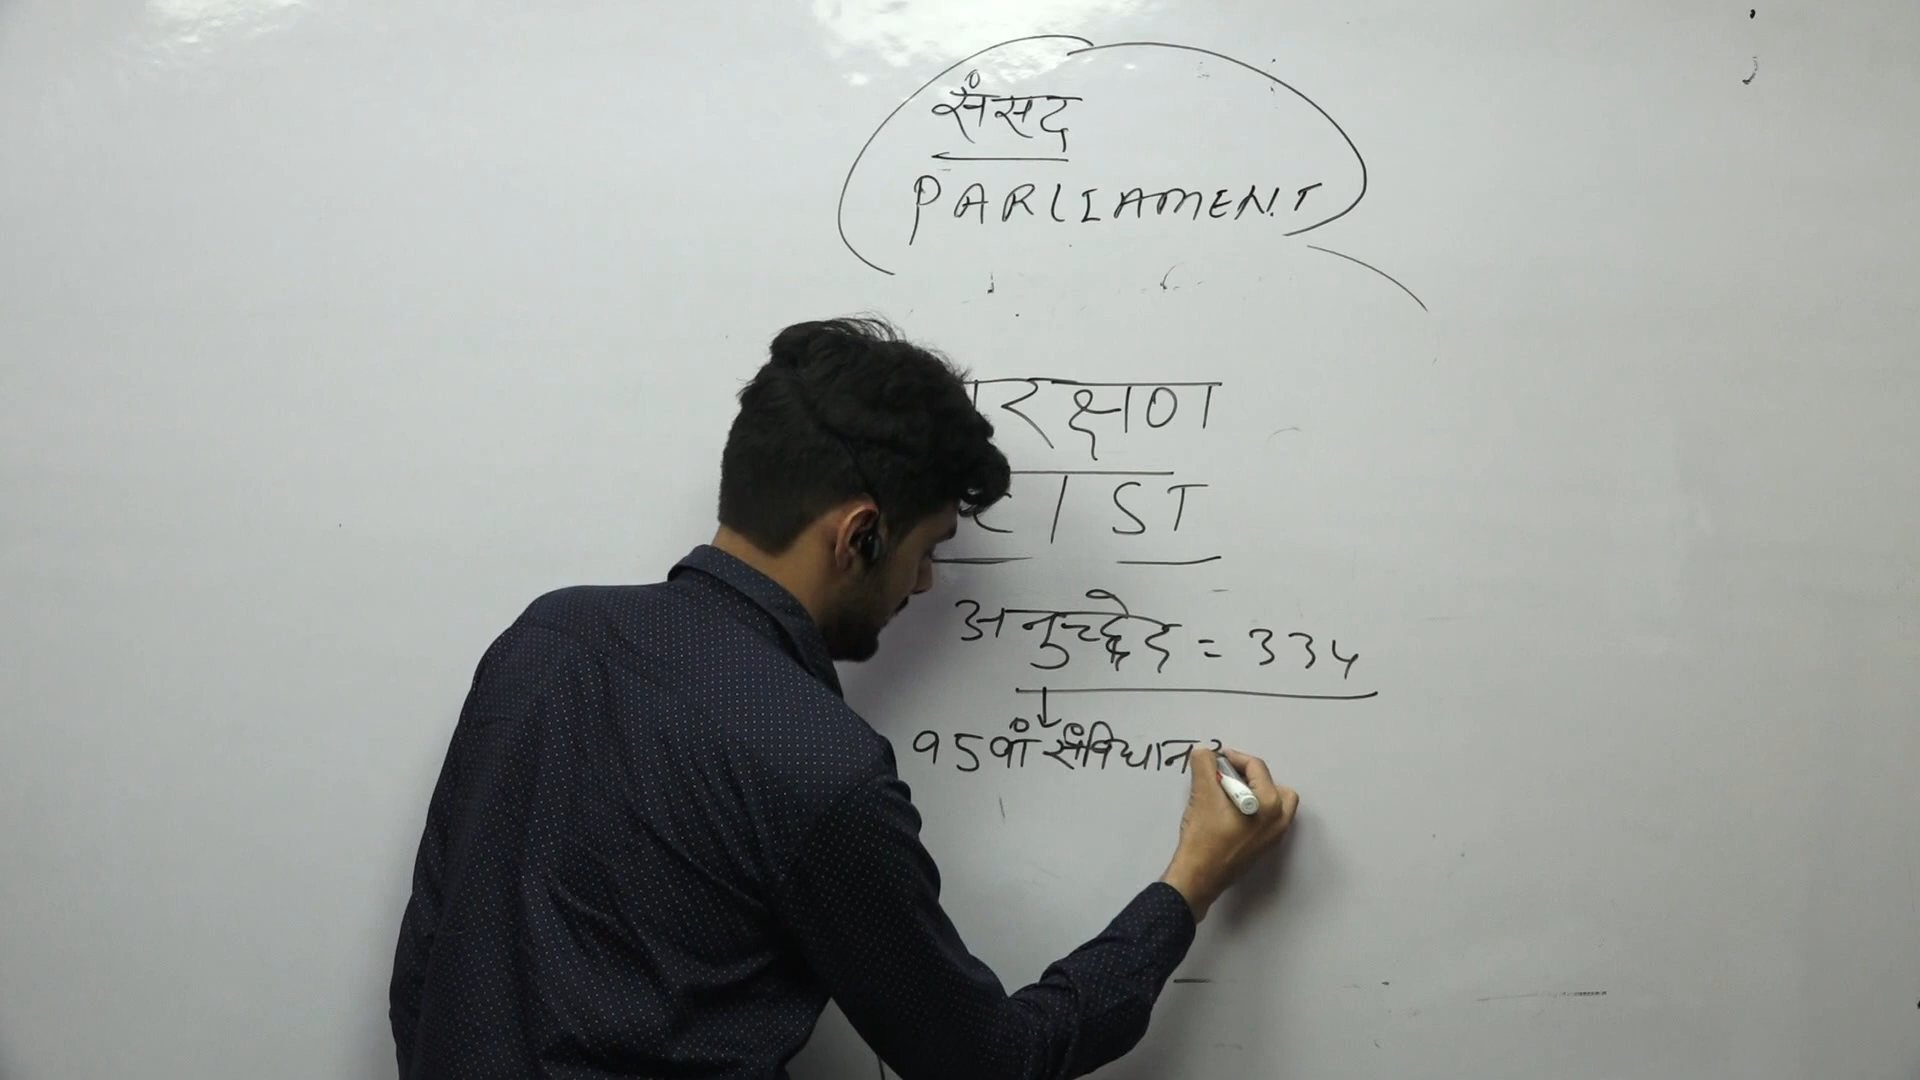 संसद
PARLIAMENT
रक्षण
/ ST
अनुच्छेद = 334
95वां संविधान